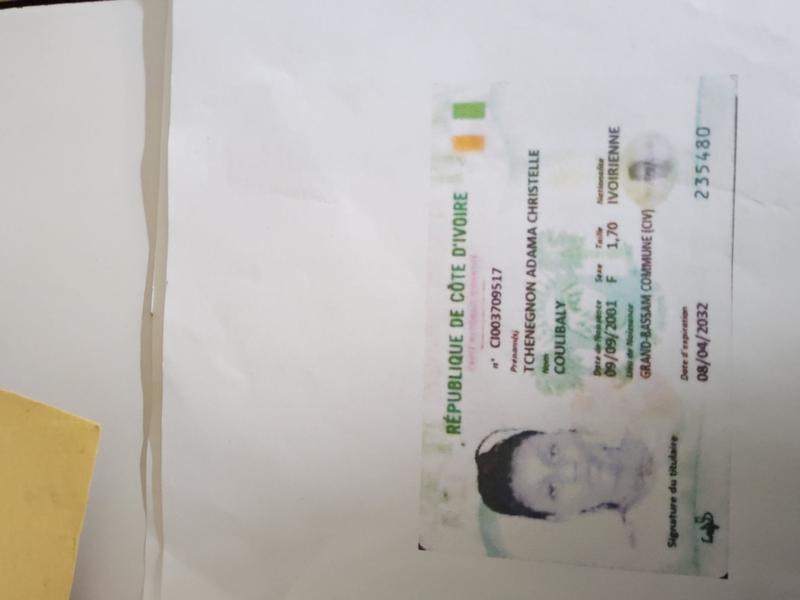 RÉPUBLIQUE DE CÔTE D'IVOIRE
n° CI003709517
Prénom(s)
TCHENEGNON ADAMA CHRISTELLE
Nom
COULIBALY
Date de Naissance Sexe Taille Nationalité
09/09/2001 F 1,70 IVOIRIENNE
Lieu de Naissance
GRAND-BASSAM COMMUNE (CIV)
Date d'expiration
08/04/2032
235480
Signature du titulaire